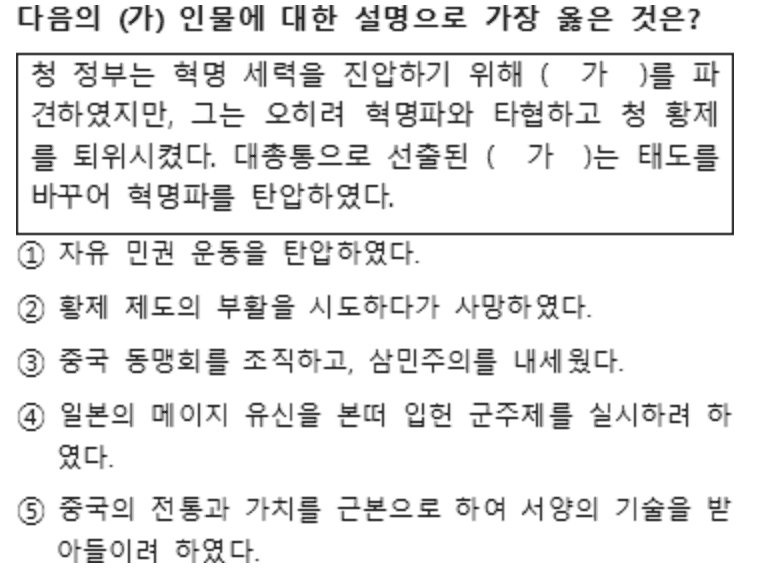 다음의 (가) 인물에 대한 설명으로 가장 옳은 것은?
청 정부는 혁명 세력을 진압하기 위해 ( 가 )를 파
견하였지만, 그는 오히려 혁명파와 타협하고 청 황제
를 퇴위시켰다. 대총통으로 선출된 ( 가 )는 태도를
바꾸어 혁명파를 탄압하였다.
① 자유 민권 운동을 탄압하였다.
② 황제 제도의 부활을 시도하다가 사망하였다.
③ 중국 동맹회를 조직하고, 삼민주의를 내세웠다.
④ 일본의 메이지 유신을 본떠 입헌 군주제를 실시하려 하
였다.
⑤ 중국의 전통과 가치를 근본으로 하여 서양의 기술을 받
아들이려 하였다.